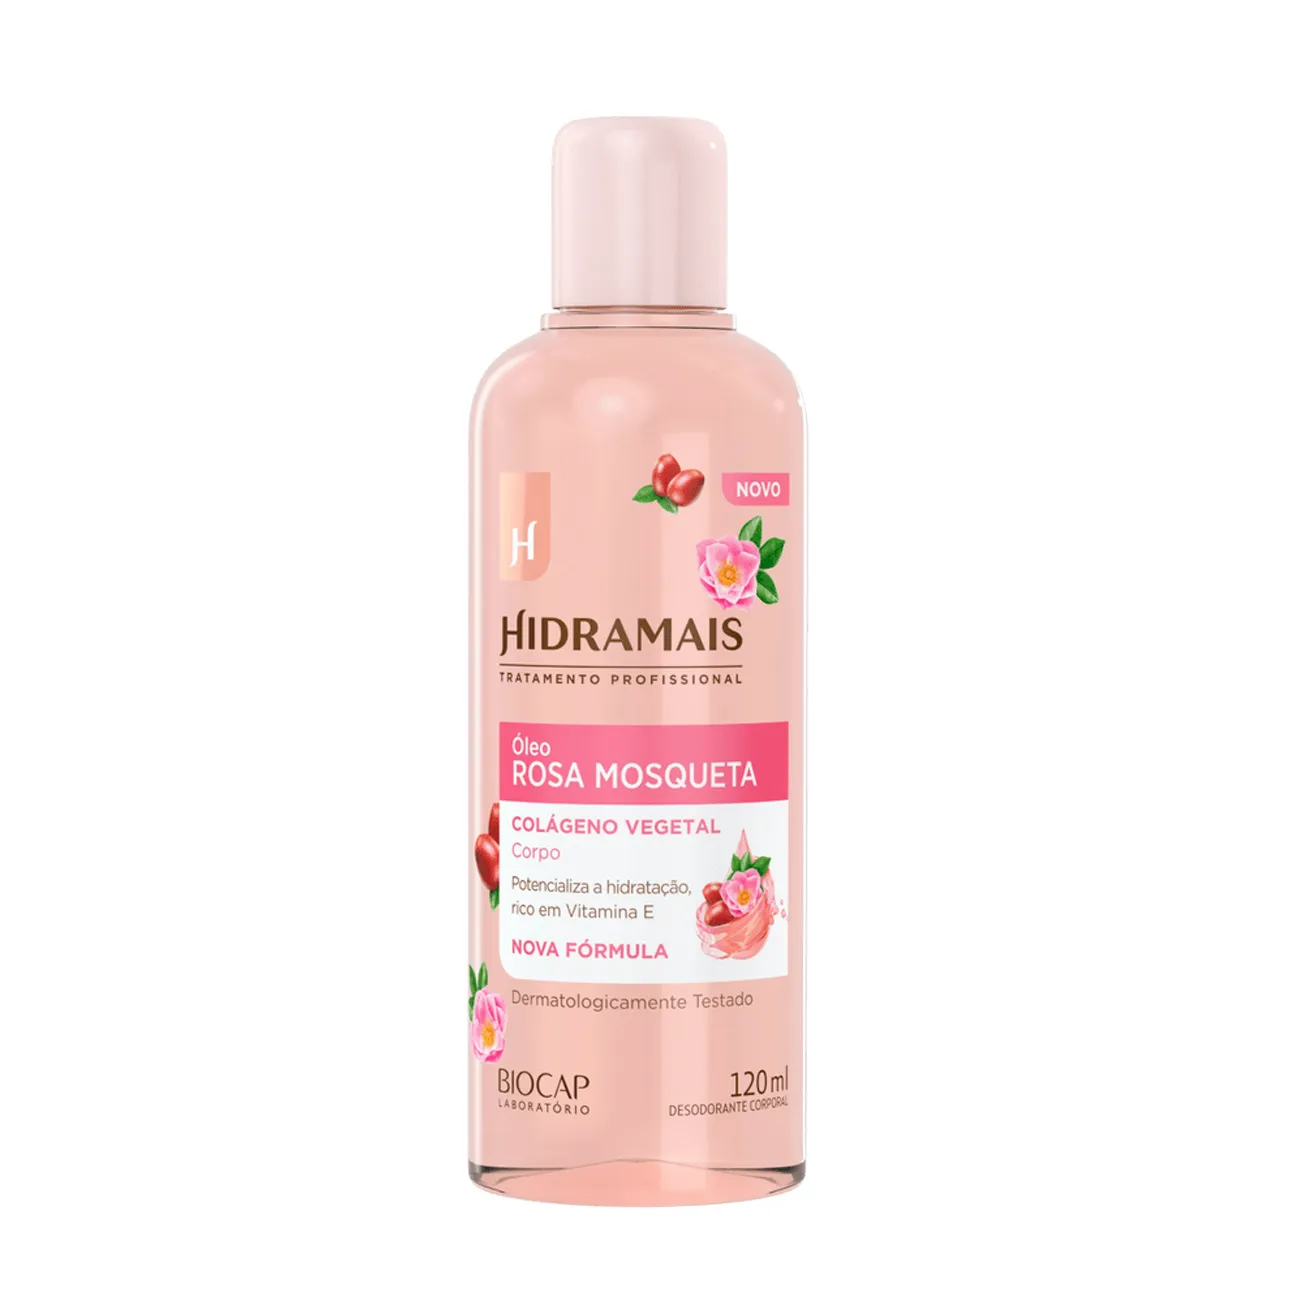 NOVO
H
HIDRAMAIS
TRATAMENTO PROFISSIONAL
Óleo
ROSA MOSQUETA
COLÁGENO VEGETAL
Corpo
Potencializa a hidratação,
rico em Vitamina E
NOVA FÓRMULA
Dermatologicamente Testado
BIOCAP
LABORATÓRIO
120ml
DESODORANTE CORPORAL